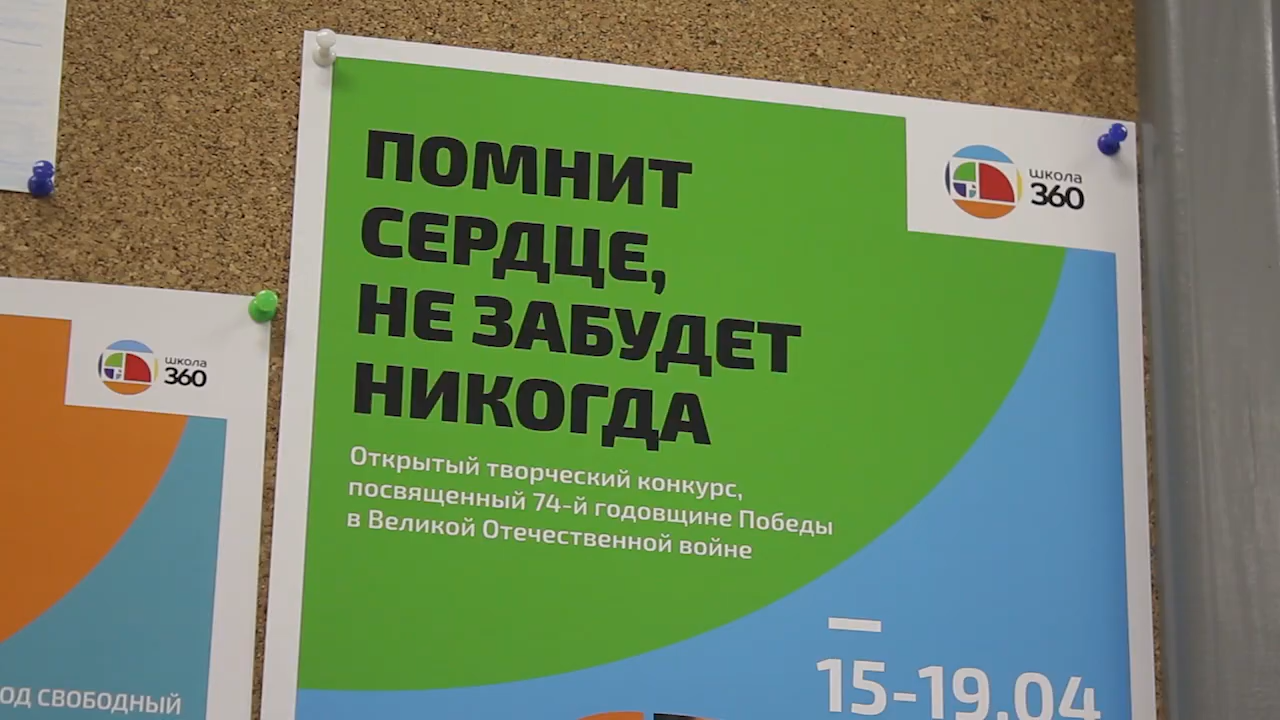 ПОМНИТ
СЕРДЦЕ,
НЕ ЗАБУДЕТ
НИКОГДА
Открытый творческий конкурс,
посвященный 74-й годовщине Победы
в Великой Отечественной войне
15-19.04
школа
360
школа
360
СВОБОДНЫЙ